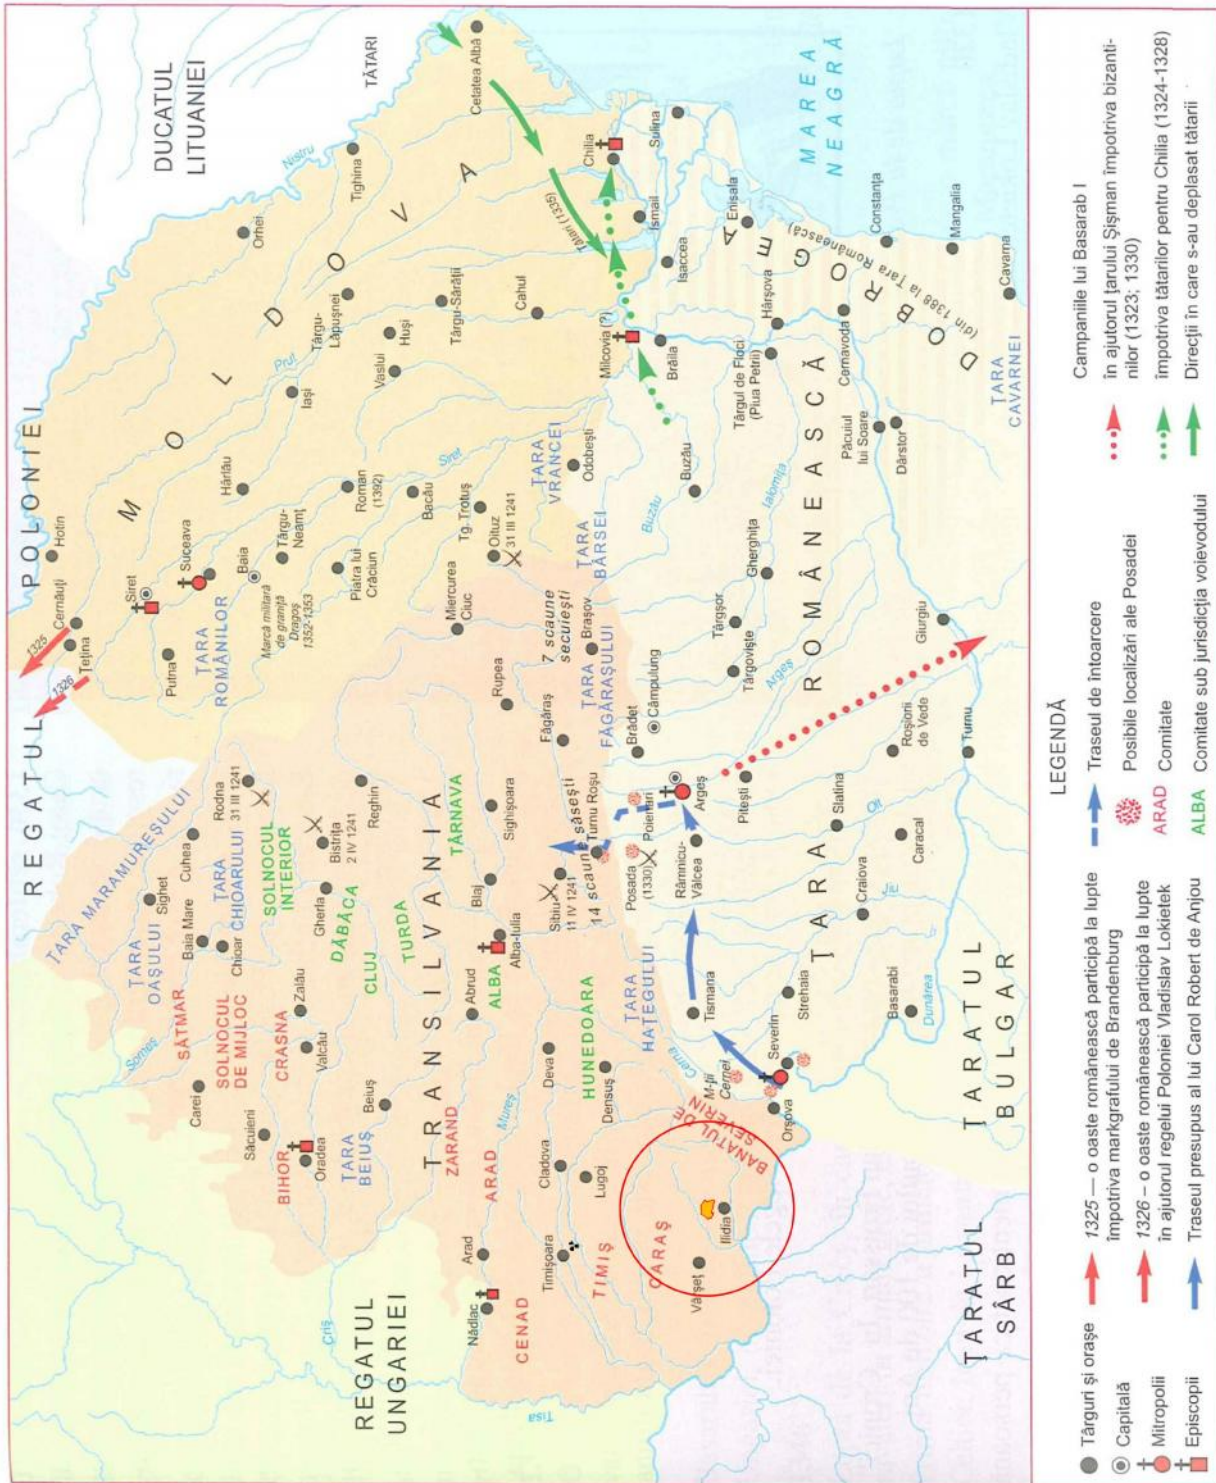 REGATUL POLONIEI
DUCATUL
LITUANIEI
TĂTARI
REGATUL
UNGARIEI
ȚARATUL
SÂRB
ȚARATUL
BULGAR
MAREA
NEAGRĂ
MOLDOVA
TRANSILVANIA
ȚARA ROMÂNEASCĂ
DOBROGEA
(din 1388 la Țara Românească)
ȚARA
CAVARNEI
1325
1326
Hotin
Cernăuți
Țețina
Siret
Suceava
Putna
ȚARA
ROMÂNILOR
Baia
Marcă militară
de graniță
Dragoș
1352-1353
Târgu-
Neamț
Hârlău
Piatra lui
Crăciun
Roman
(1392)
Bacău
Tg. Trotuș
Oituz
31 III 1241
Iași
Prut
Siret
Vaslui
Huși
Târgu-
Lăpușnei
Târgu-Sărății
Cahul
Orhei
Tighina
Nistru
Cetatea Albă
Tătari (1335)
Chilia
Ismail
Sulina
Isaccea
Enisala
Milcovia (?)
Brăila
Hârșova
Constanța
Mangalia
Cavarna
Cernavoda
Târgul de Floci
(Piua Petrii)
Păcuiul
lui Soare
Dârstor
ȚARA
VRANCEI
Odobești
Buzău
Buzău
Ialomița
ȚARA
BÂRSEI
Brașov
7 scaune
secuiești
Miercurea
Ciuc
Rupea
Făgăraș
ȚARA
FĂGĂRAȘULUI
Brădet
Câmpulung
Târgșor
Gherghița
Târgoviște
Argeș
Giurgiu
Argeș
Pitești
Poienari
Posada
(1330)
Râmnicu-
Vâlcea
Slatina
Roșiorii
de Vede
Turnu
Olt
Caracal
Craiova
Jiu
Strehaia
Basarabi
Dunărea
Tismana
Severin
Orșova
Cerna
M-ții
Cernei
BANATUL DE
SEVERIN
ȚARA
HAȚEGULUI
Turnu Roșu
14 scaune săsești
Sibiu
11 IV 1241
Sighișoara
TÂRNAVA
Reghin
Rodna
31 III 1241
Bistrița
2 IV 1241
SOLNOCUL
INTERIOR
Gherla
DĂBÂCA
CLUJ
TURDA
Blaj
Alba-Iulia
ALBA
Abrud
ȚARA MARAMUREȘULUI
Cuhea
Sighet
ȚARA
OAȘULUI
Baia Mare
Chioar
ȚARA
CHIOARULUI
SĂTMAR
Someș
Carei
SOLNOCUL
DE MIJLOC
Zalău
CRASNA
Valcău
Săcuieni
BIHOR
Oradea
ȚARA
BEIUȘ
Beiuș
Criș
ZARAND
ARAD
Arad
Nădlac
CENAD
Tisa
Mureș
Deva
HUNEDOARA
Densuș
Cladova
Lugoj
Timișoara
TIMIȘ
CARAȘ
Vârșeț
Ilidia
LEGENDĂ
Târguri și orașe
Capitală
Mitropolii
Episcopii
1325 — o oaste românească participă la lupte
împotriva markgrafului de Brandenburg
1326 – o oaste românească participă la lupte
în ajutorul regelui Poloniei Vladislav Lokietek
Traseul presupus al lui Carol Robert de Anjou
Traseul de întoarcere
Posibile localizări ale Posadei
ARAD Comitate
ALBA Comitate sub jurisdicția voievodului
Campaniile lui Basarab I
în ajutorul țarului Șișman împotriva bizanti-
nilor (1323; 1330)
împotriva tătarilor pentru Chilia (1324-1328)
Direcții în care s-au deplasat tătarii